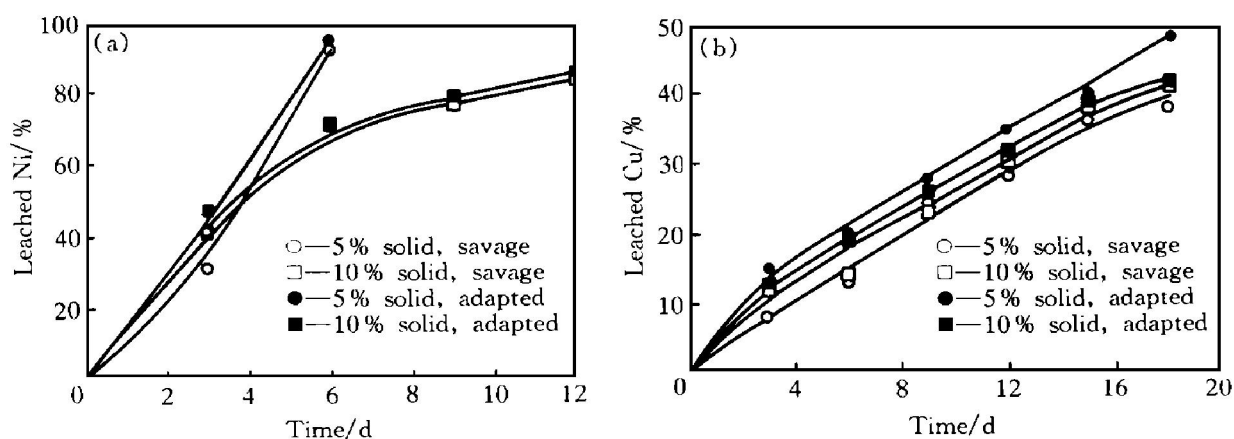 (a)
100
80
60
40
20
0
2
4
6
8
10
12
Leached Ni/%
Time/d
○—5% solid, savage
□—10% solid, savage
●—5% solid, adapted
■—10% solid, adapted
(b)
50
40
30
20
10
0
4
8
12
16
20
Leached Cu/%
Time/d
○—5% solid, savage
□—10% solid, savage
●—5% solid, adapted
■—10% solid, adapted